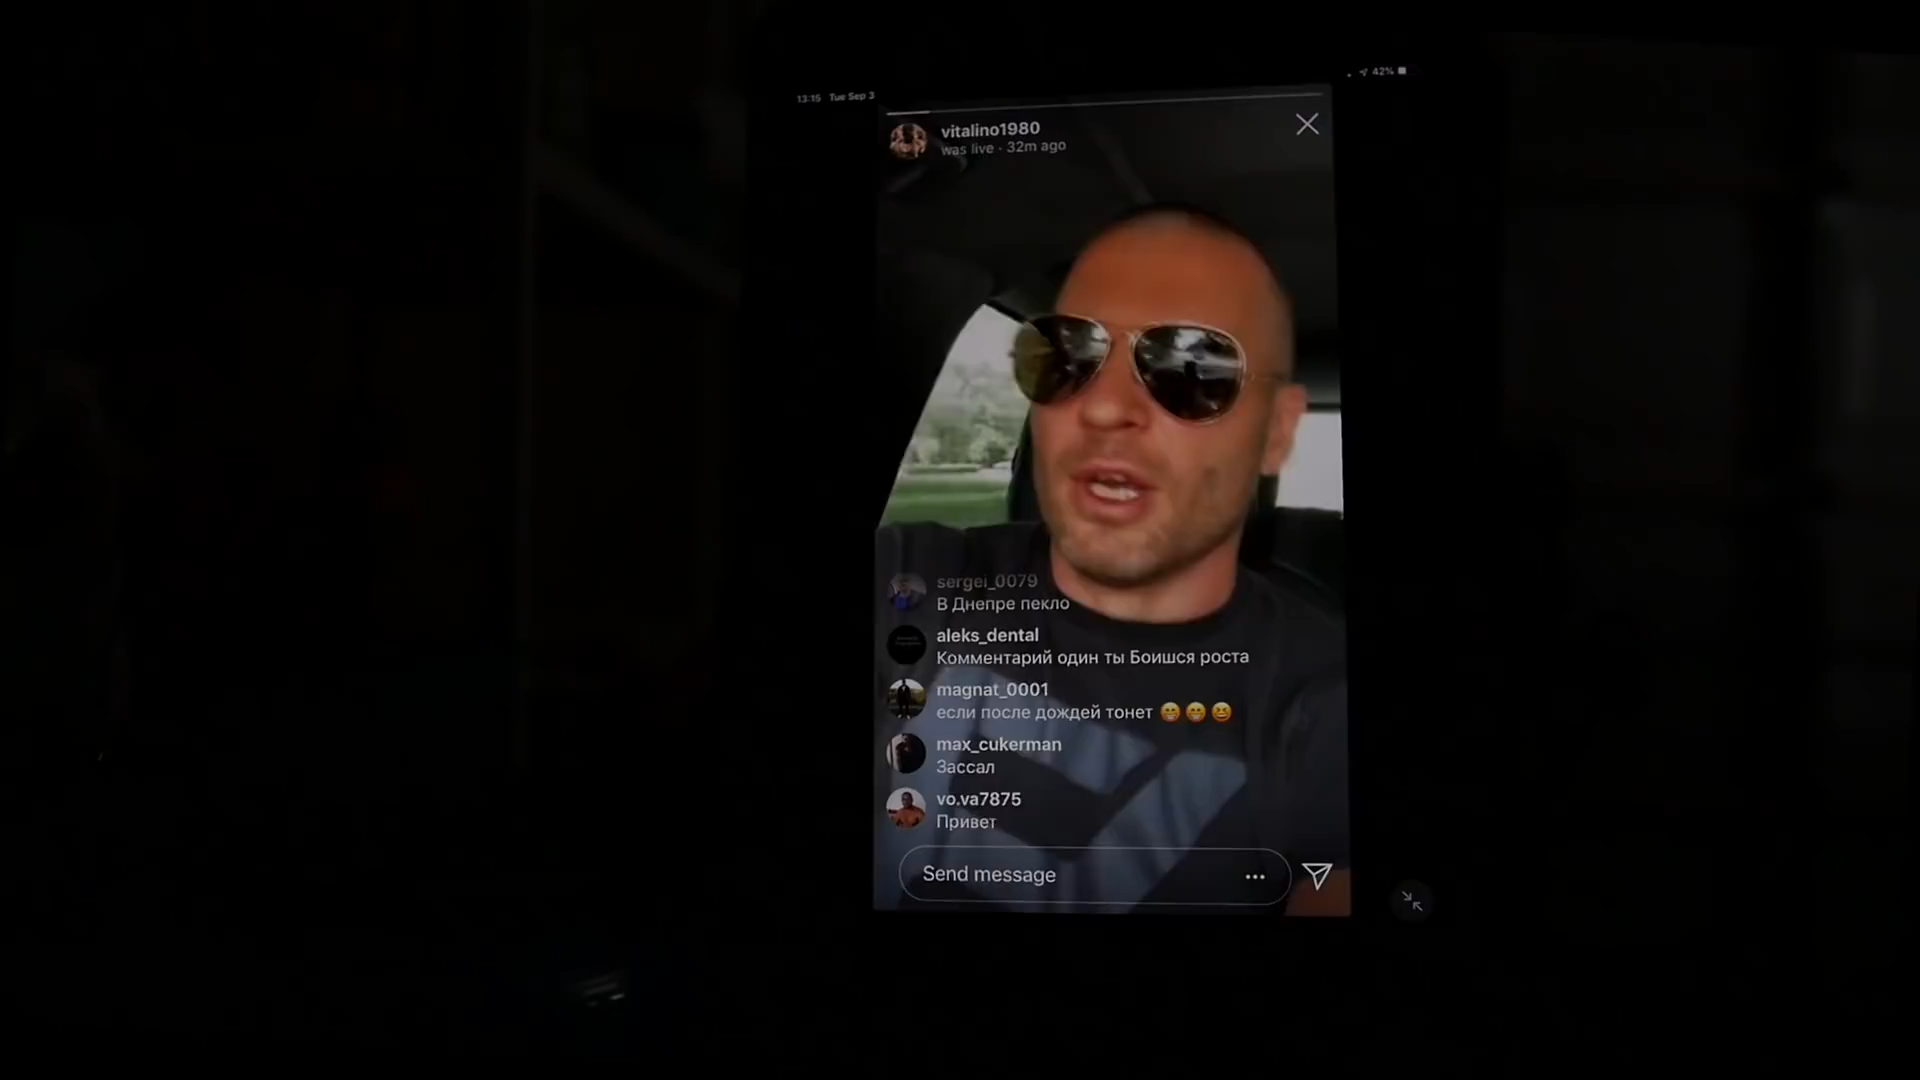 13:15 Tue Sep 3
42%
vitalino1980
was live · 32m ago
sergei_0079
В Днепре пекло
aleks_dental
Комментарий один ты Боишся роста
magnat_0001
если после дождей тонет 😁😁😆
max_cukerman
Зассал
vo.va7875
Привет
Send message